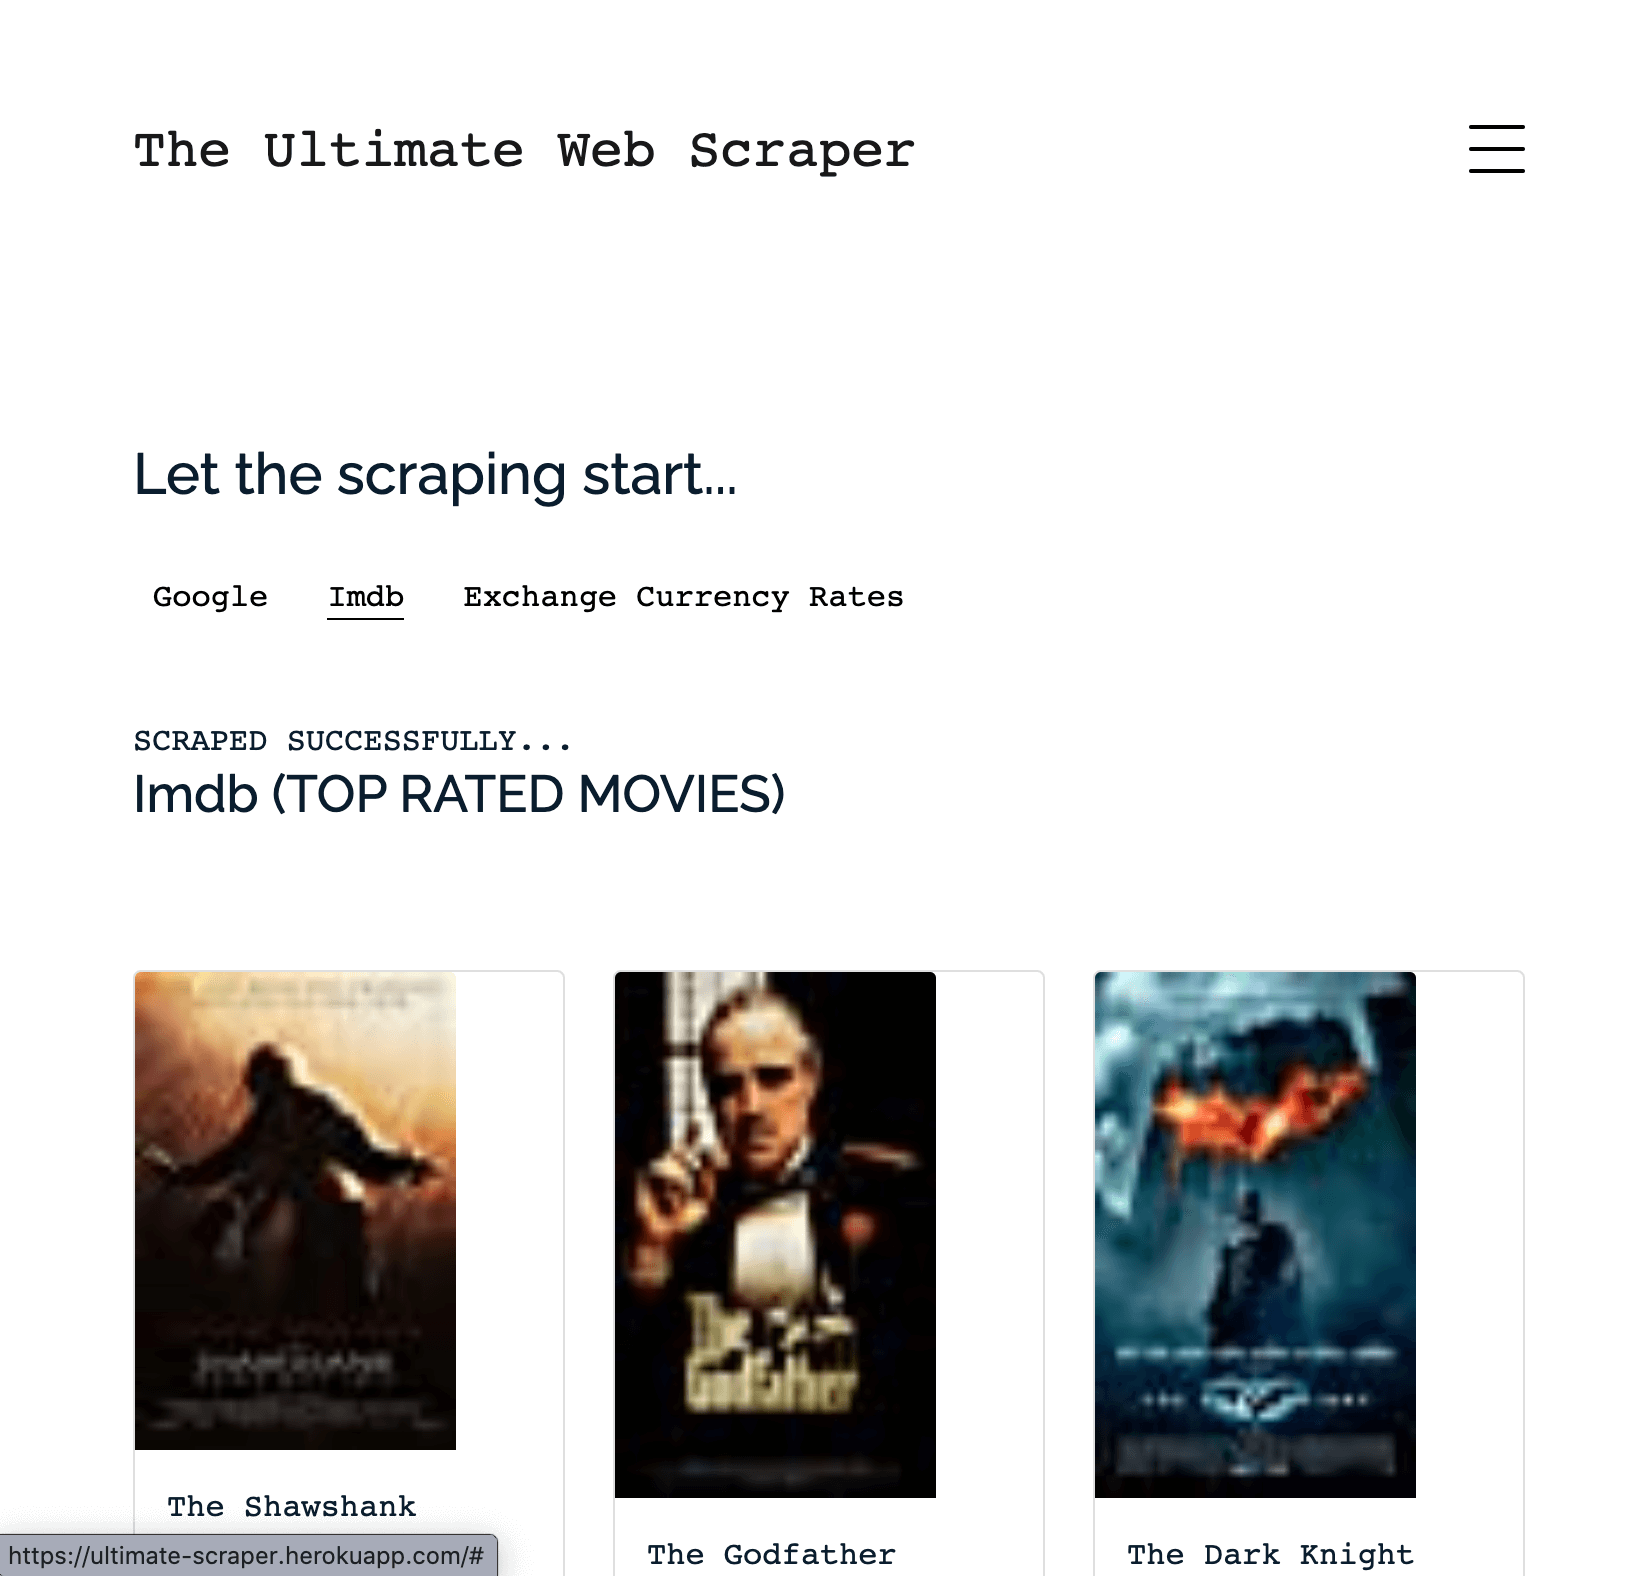 The Ultimate Web Scraper
Let the scraping start...
Google Imdb Exchange Currency Rates
SCRAPED SUCCESSFULLY...
Imdb (TOP RATED MOVIES)
The
Godfather
The Shawshank
The Godfather
The Dark Knight
https://ultimate-scraper.herokuapp.com/#